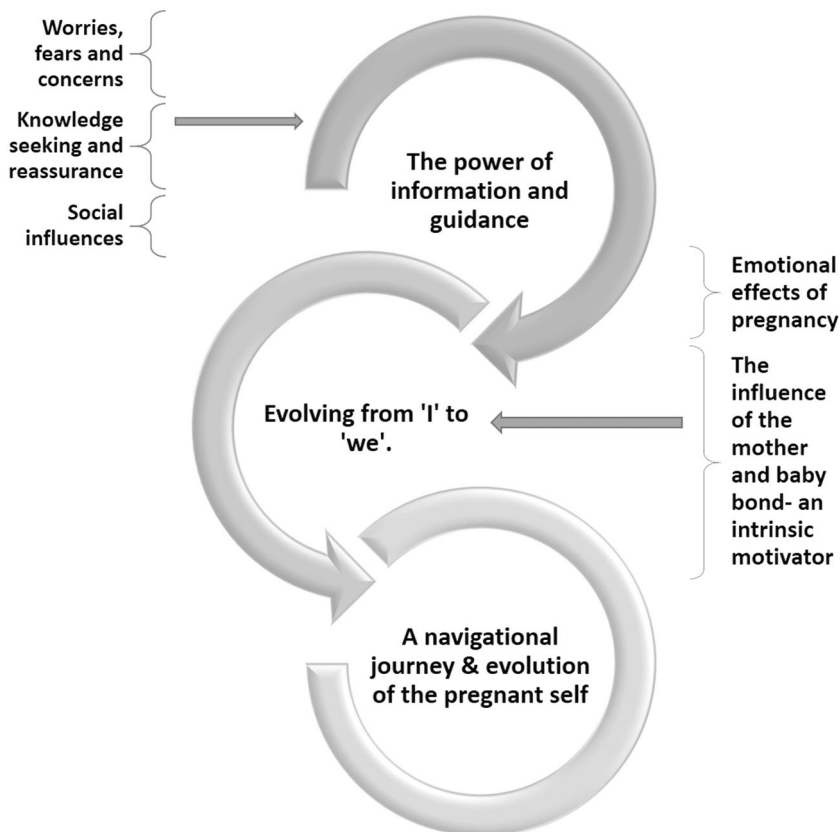 Worries,
fears and
concerns
Knowledge
seeking and
reassurance
Social
influences
The power of
information and
guidance
Emotional
effects of
pregnancy
The
influence
of the
mother
and baby
bond- an
intrinsic
motivator
Evolving from 'I' to
'we'.
A navigational
journey & evolution
of the pregnant self